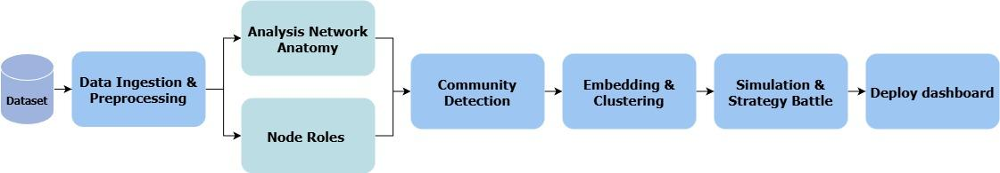 Dataset
Data Ingestion &
Preprocessing
Analysis Network
Anatomy
Node Roles
Community
Detection
Embedding &
Clustering
Simulation &
Strategy Battle
Deploy dashboard